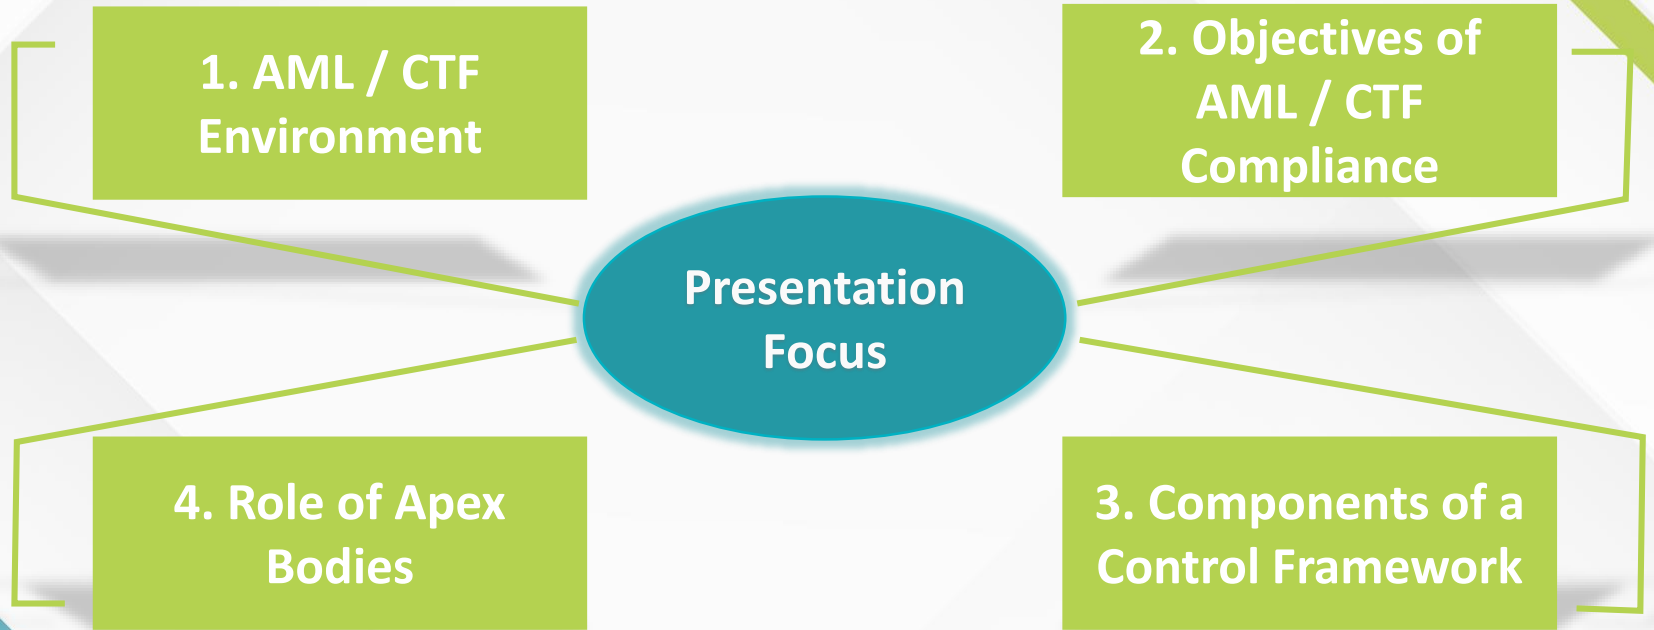 1. AML / CTF
Environment
2. Objectives of
AML / CTF
Compliance
Presentation
Focus
4. Role of Apex
Bodies
3. Components of a
Control Framework